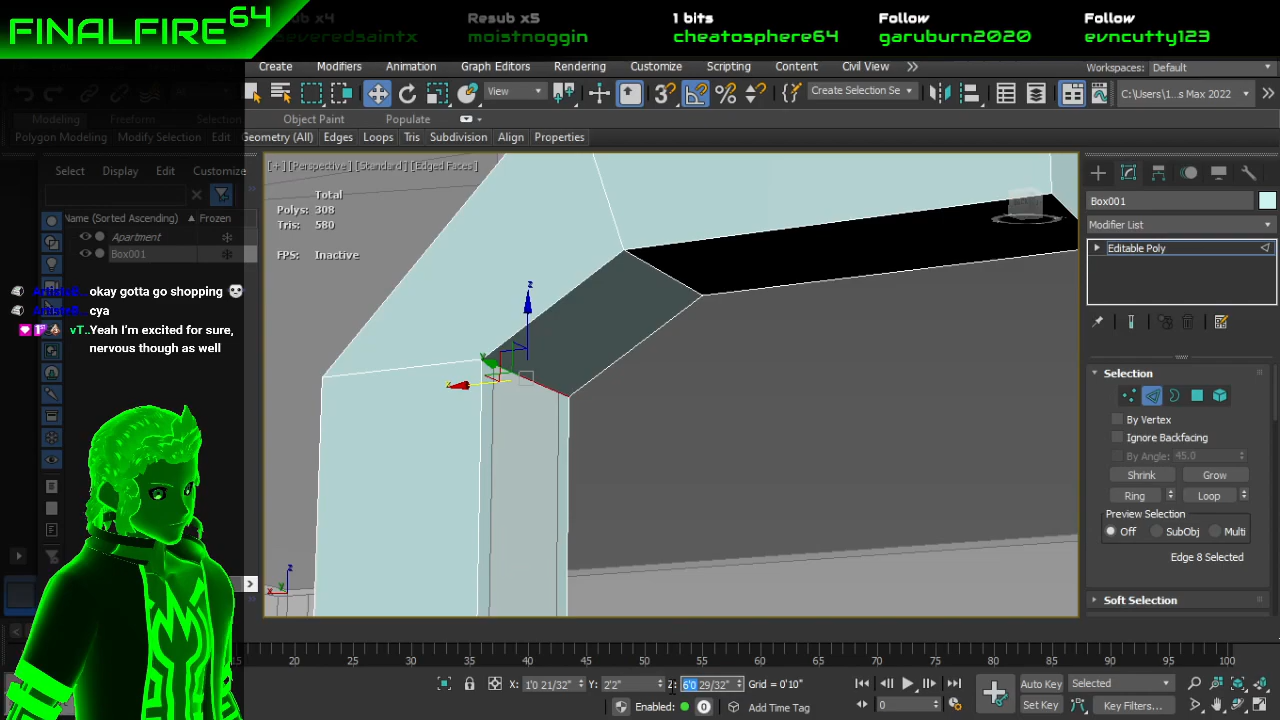 FINALFIRE64
Resub x4
severedsaintx
Resub x5
moistnoggin
1 bits
cheatosphere64
Follow
garuburn2020
Follow
evncutty123
Create Modifiers Animation Graph Editors Rendering Customize Scripting Content Civil View
Workspaces: Default
View
Create Selection Se
C:\Users\1...s Max 2022
Modeling Freeform Selection Object Paint Populate
Polygon Modeling Modify Selection Edit Geometry (All) Edges Loops Tris Subdivision Align Properties
Select Display Edit Customize
Name (Sorted Ascending) Frozen
Apartment
Box001
okay gotta go shopping
cya
vT.. Yeah I'm excited for sure,
nervous though as well
[+] [Perspective] [Standard] [Edged Faces]
Total
Polys: 308
Tris: 580
FPS: Inactive
z
Box001
Modifier List
Editable Poly
Selection
By Vertex
Ignore Backfacing
By Angle: 45.0
Shrink Grow
Ring Loop
Preview Selection
Off SubObj Multi
Edge 8 Selected
Soft Selection
15 20 25 30 35 40 45 50 55 60 65 70 75 80 85 90 95 100
X: 1'0 21/32" Y: 2'2" Z: 6'0 29/32" Grid = 0'10"
Auto Key Selected
Enabled: Add Time Tag
0
Set Key Key Filters...